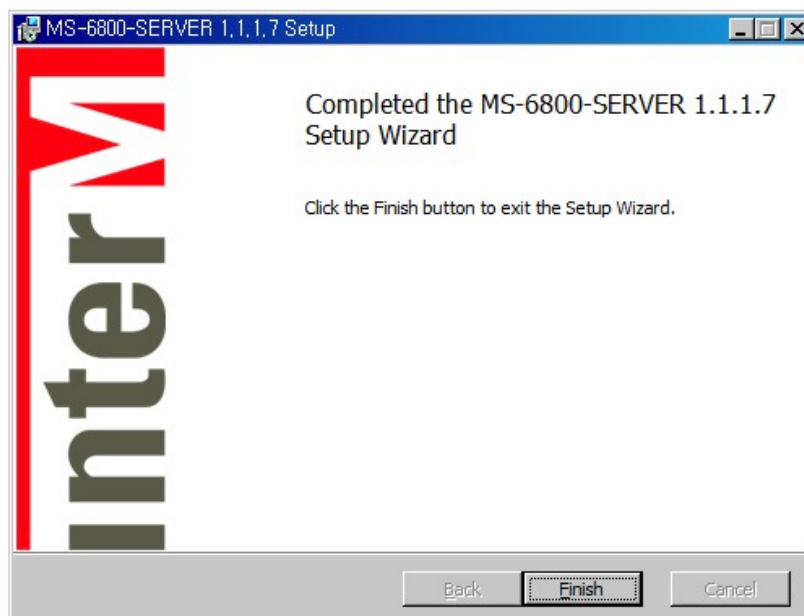 MS-6800-SERVER 1,1,1,7 Setup
interM
Completed the MS-6800-SERVER 1.1.1.7
Setup Wizard
Click the Finish button to exit the Setup Wizard.
Back
Finish
Cancel